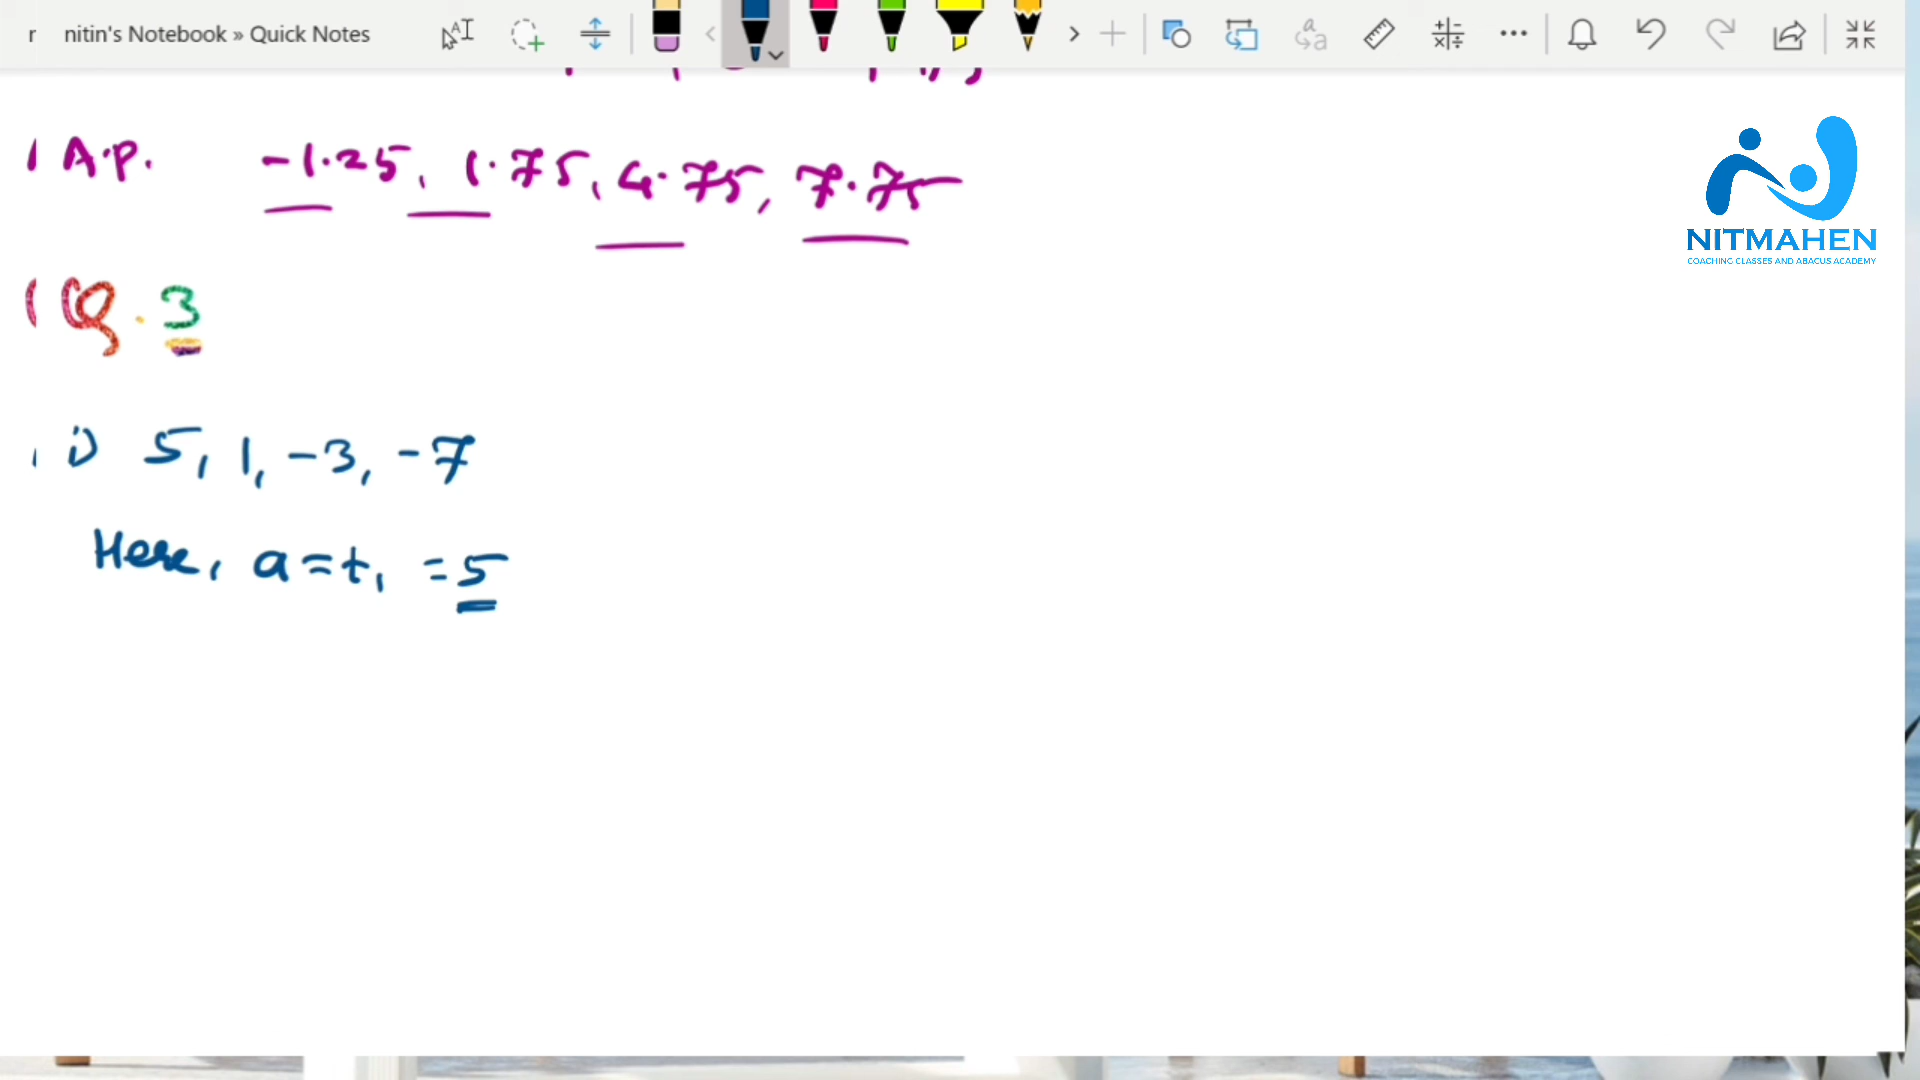 nitin's Notebook » Quick Notes
A.P. -1.25, 1.75, 4.75, 7.75
NITMAHEN
COACHING CLASSES AND ABACUS ACADEMY
Q. 3
i) 5, 1, -3, -7
Here, a = t₁ = 5